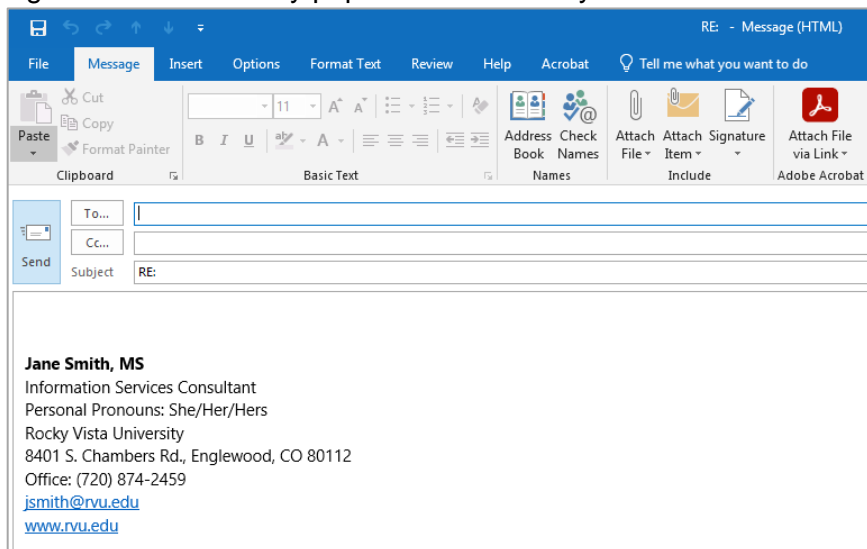 RE: - Message (HTML)
File Message Insert Options Format Text Review Help Acrobat Tell me what you want to do
Paste
Cut
Copy
Format Painter
Clipboard
11
B I U
A
Basic Text
Address Book
Check Names
Names
Attach File
Attach Item
Signature
Include
Attach File via Link
Adobe Acrobat
Send
To...
Cc...
Subject RE:
Jane Smith, MS
Information Services Consultant
Personal Pronouns: She/Her/Hers
Rocky Vista University
8401 S. Chambers Rd., Englewood, CO 80112
Office: (720) 874-2459
jsmith@rvu.edu
www.rvu.edu